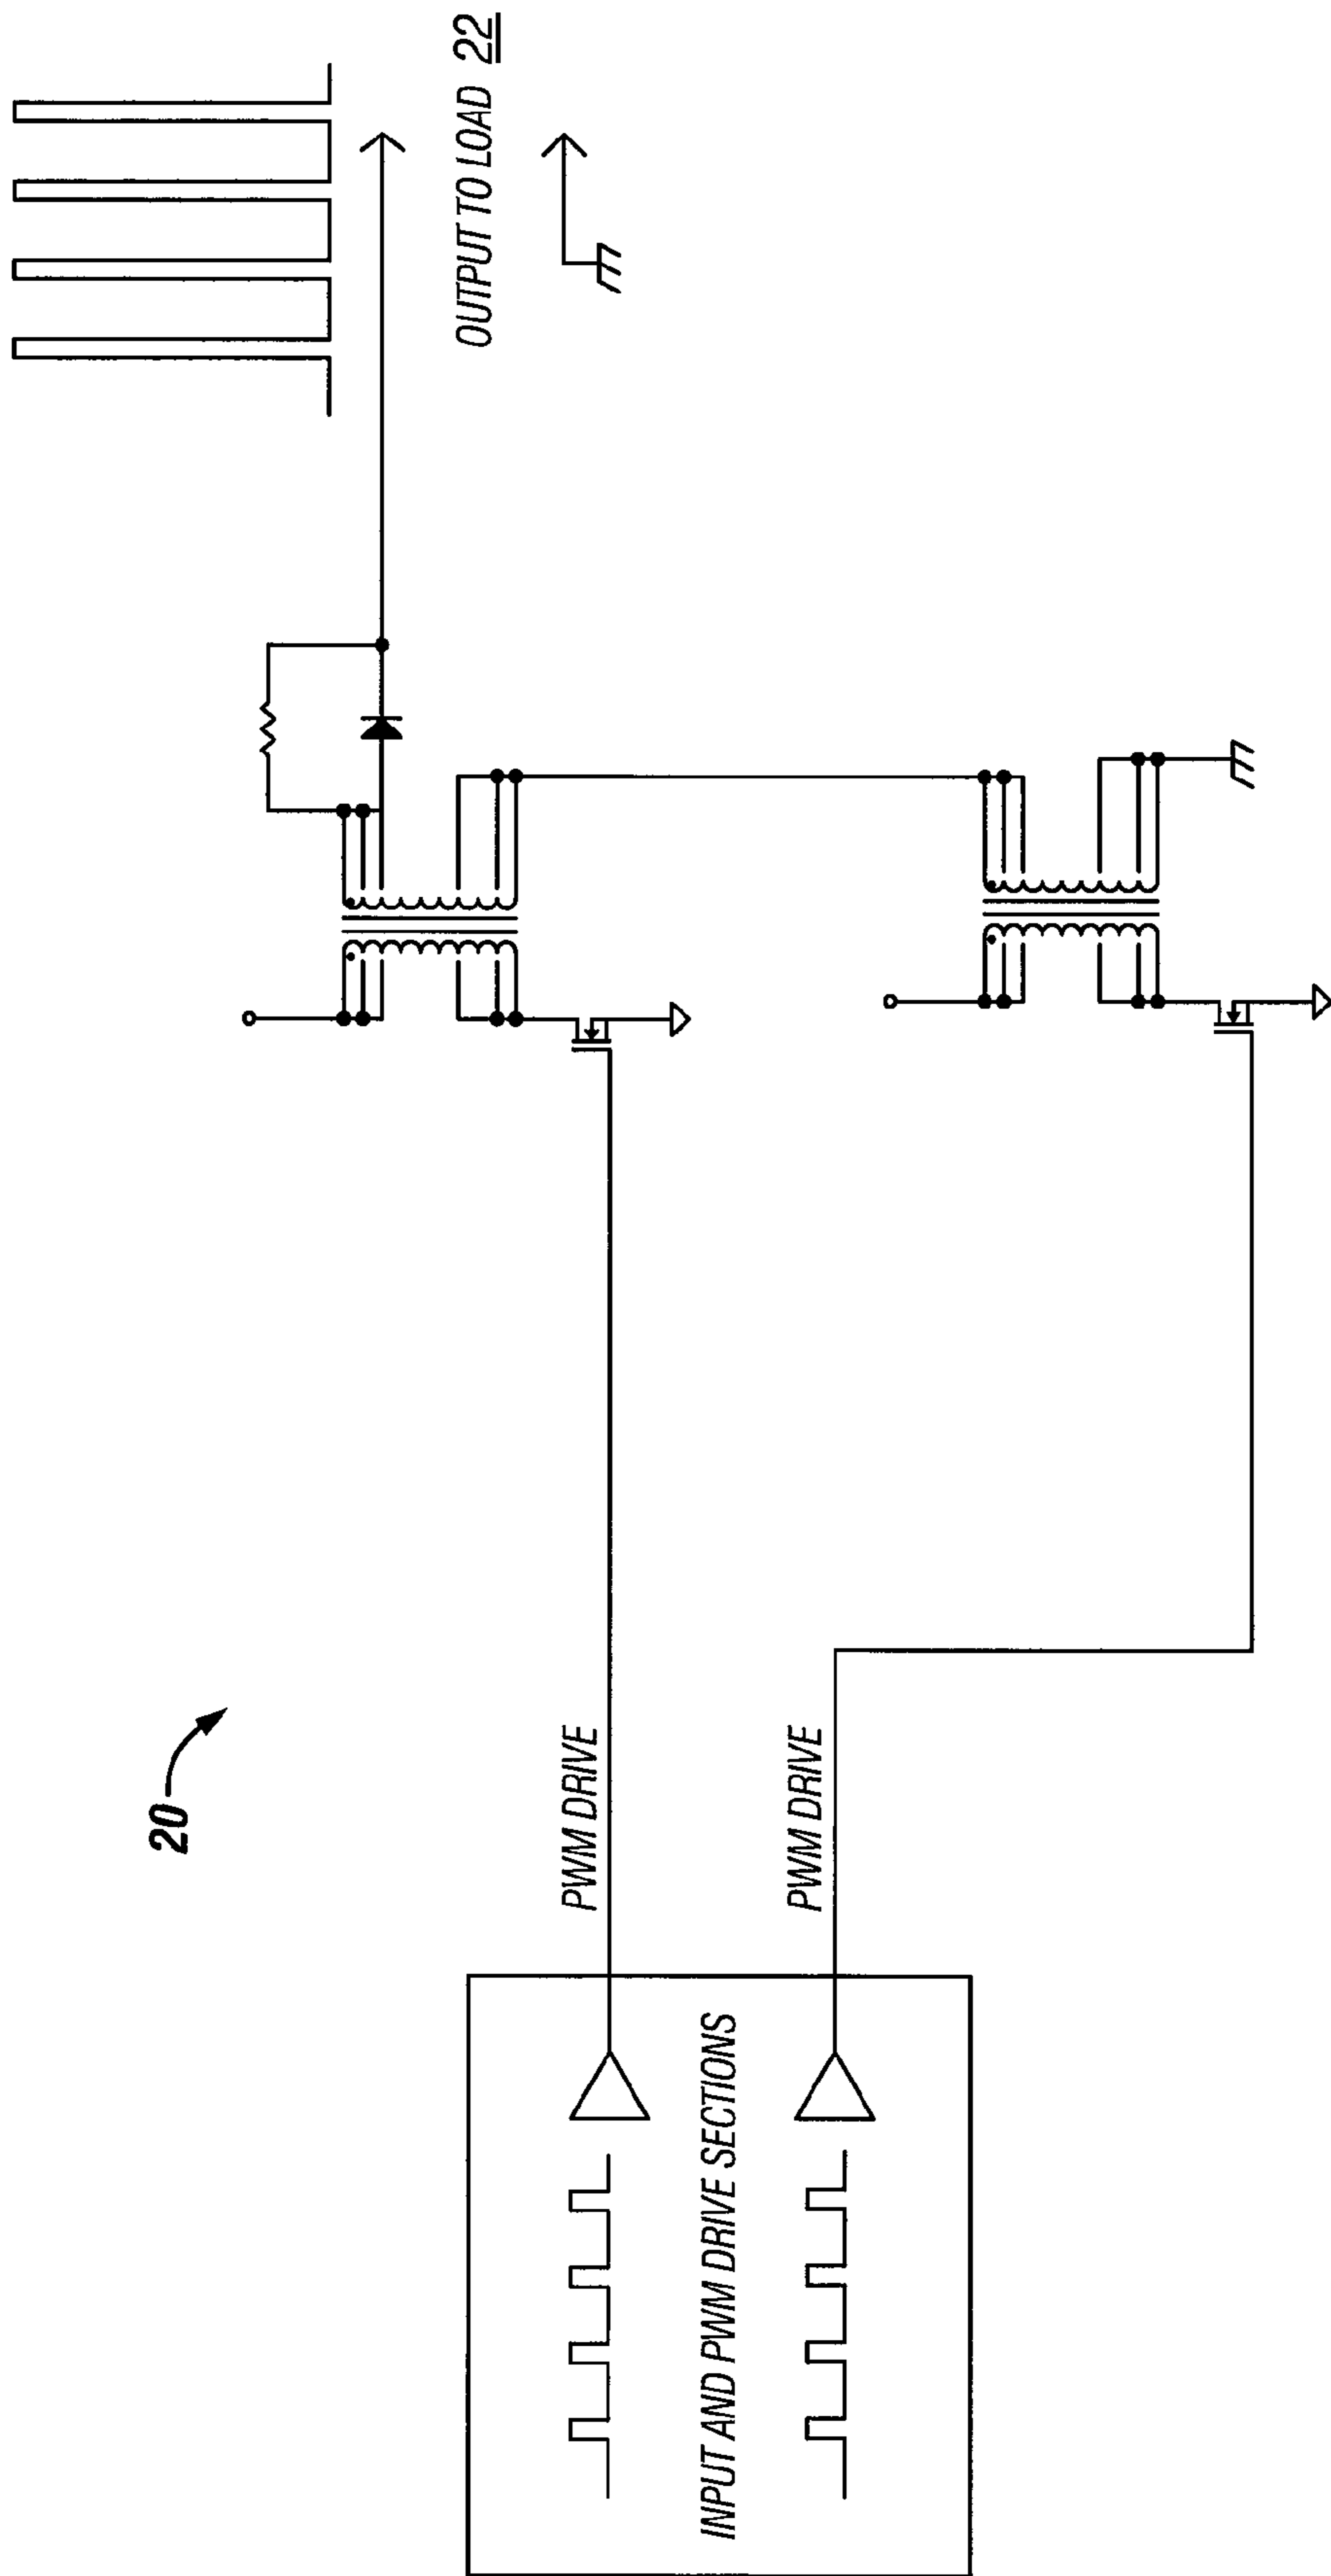 20
OUTPUT TO LOAD 22
PWM DRIVE
PWM DRIVE
INPUT AND PWM DRIVE SECTIONS